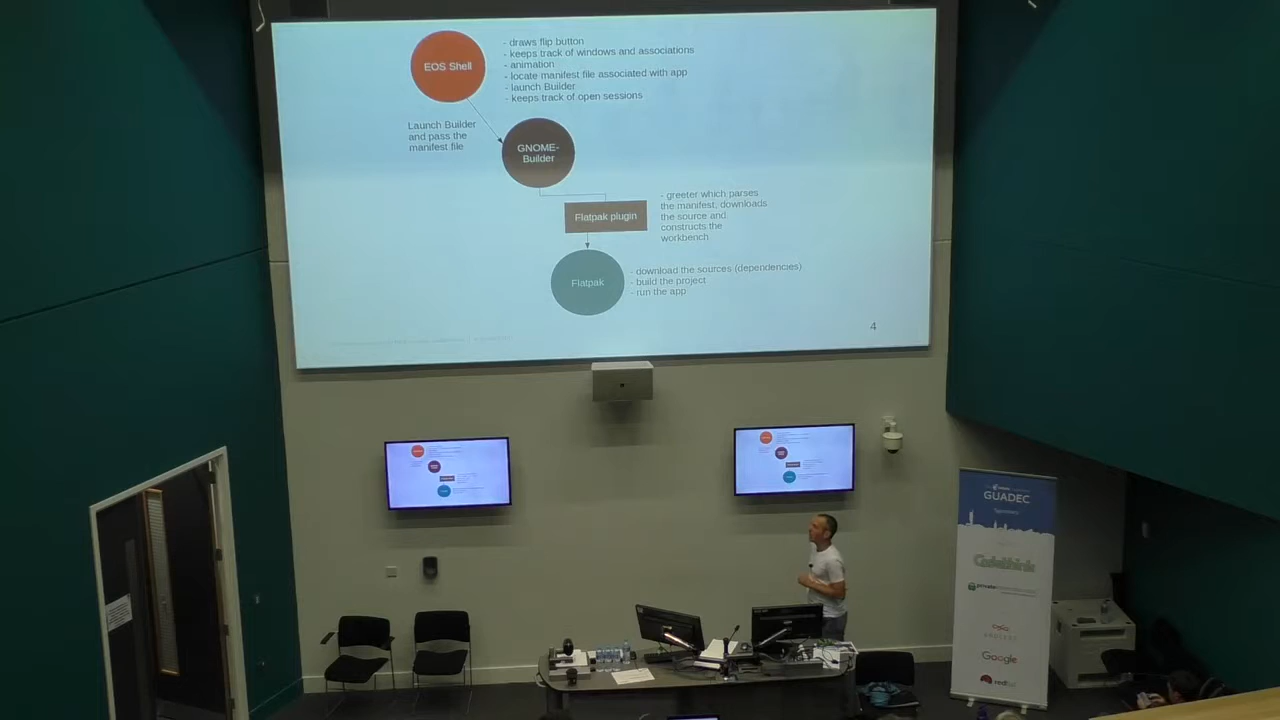 EOS Shell
- draws flip button
- keeps track of windows and associations
- animation
- locate manifest file associated with app
- launch Builder
- keeps track of open sessions
Launch Builder
and pass the
manifest file
GNOME-
Builder
Flatpak plugin
- greeter which parses
the manifest, downloads
the source and
constructs the
workbench
Flatpak
- download the sources (dependencies)
- build the project
- run the app
4
GUADEC
Codethink
Google